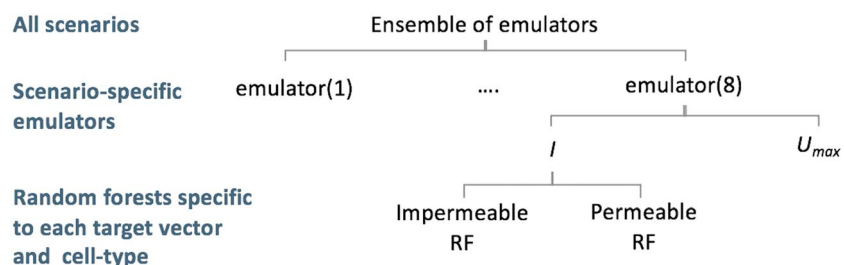 All scenarios
Ensemble of emulators
Scenario-specific
emulators
emulator(1)
....
emulator(8)
I
Umax
Random forests specific
to each target vector
and cell-type
Impermeable
RF
Permeable
RF